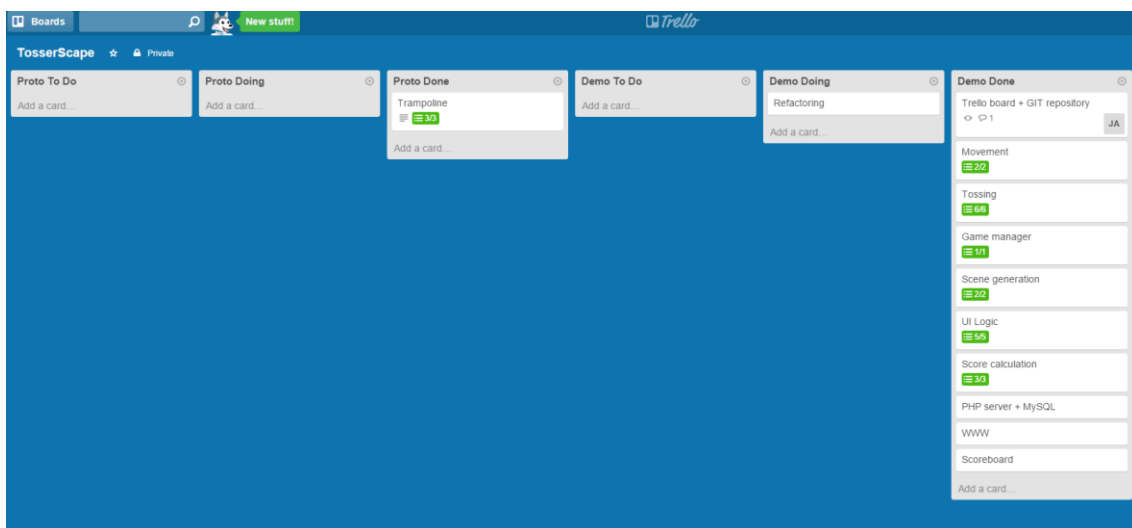 Boards
New stuff!
Trello
TosserScape
Private
Proto To Do
Add a card...
Proto Doing
Add a card...
Proto Done
Trampoline
3/3
Add a card...
Demo To Do
Add a card...
Demo Doing
Refactoring
Add a card...
Demo Done
Trello board + GIT repository
1
JA
Movement
2/2
Tossing
6/6
Game manager
1/1
Scene generation
2/2
UI Logic
5/5
Score calculation
3/3
PHP server + MySQL
WWW
Scoreboard
Add a card...